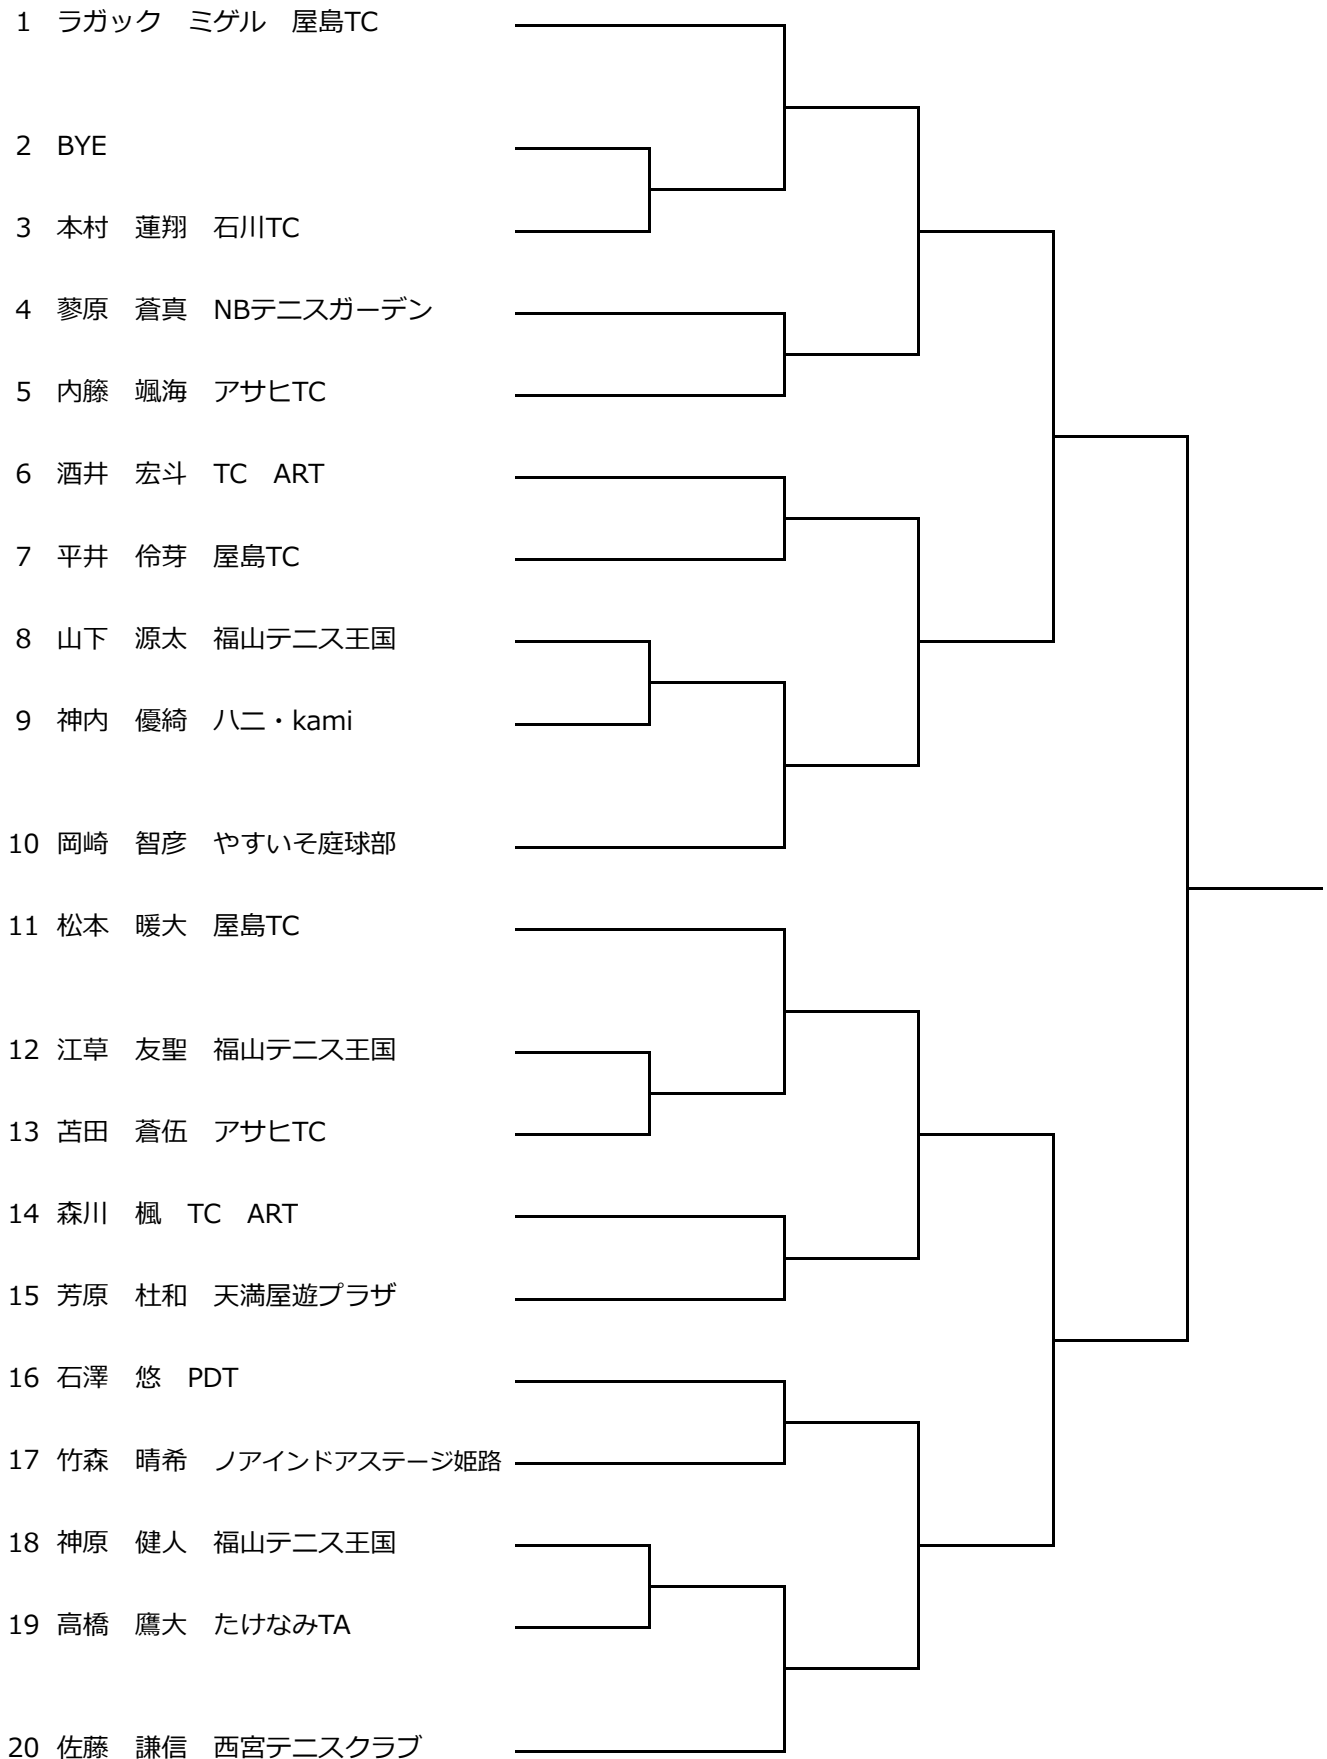 1 ラガック　ミゲル　屋島TC
2 BYE
3 本村　蓮翔　石川TC
4 蓼原　蒼真　NBテニスガーデン
5 内籐　颯海　アサヒTC
6 酒井　宏斗　TC　ART
7 平井　伶芽　屋島TC
8 山下　源太　福山テニス王国
9 神内　優綺　ハニ・kami
10 岡崎　智彦　やすいそ庭球部
11 松本　暖大　屋島TC
12 江草　友聖　福山テニス王国
13 苫田　蒼伍　アサヒTC
14 森川　楓　TC　ART
15 芳原　杜和　天満屋遊プラザ
16 石澤　悠　PDT
17 竹森　晴希　ノアインドアステージ姫路
18 神原　健人　福山テニス王国
19 高橋　鷹大　たけなみTA
20 佐藤　謙信　西宮テニスクラブ